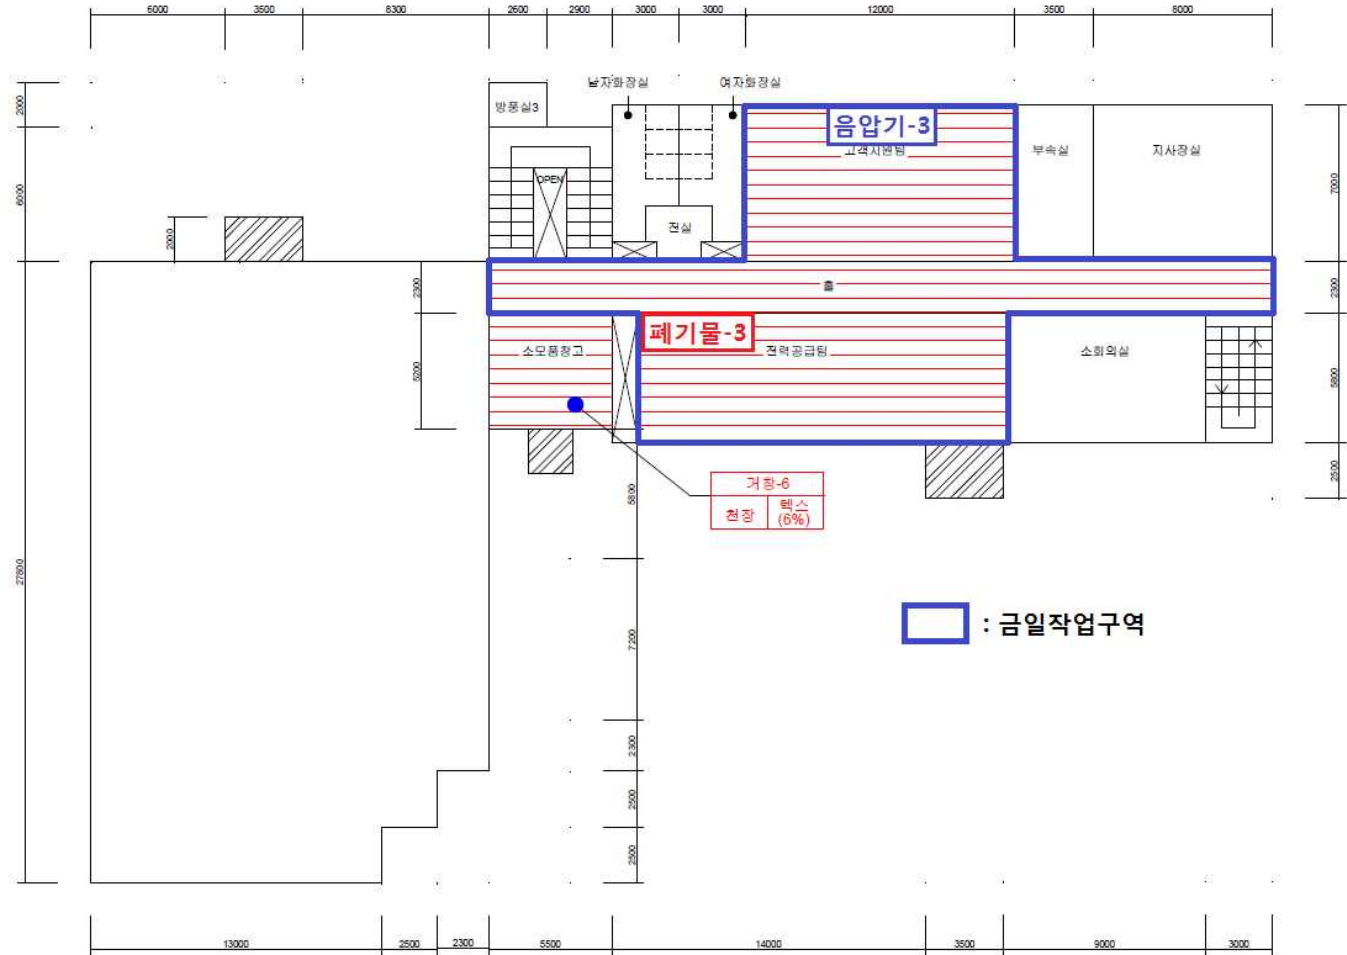 6000 3500 8300 2600 2900 3000 3000 12000 3500 6000
남자화장실 여자화장실
방풍실3
음압기-3
고객지원팀
부속실
지사장실
OPEN
전실
2000
6000
2000
7000
홀
2300
2300
폐기물-3
소모품창고
전력공급팀
소회의실
5200
5800
거창-6
천장
텍스
(6%)
5800
2500
27800
: 금일작업구역
7200
2300
2500
2500
13000 2500 2300 5500 14000 3500 9000 3000